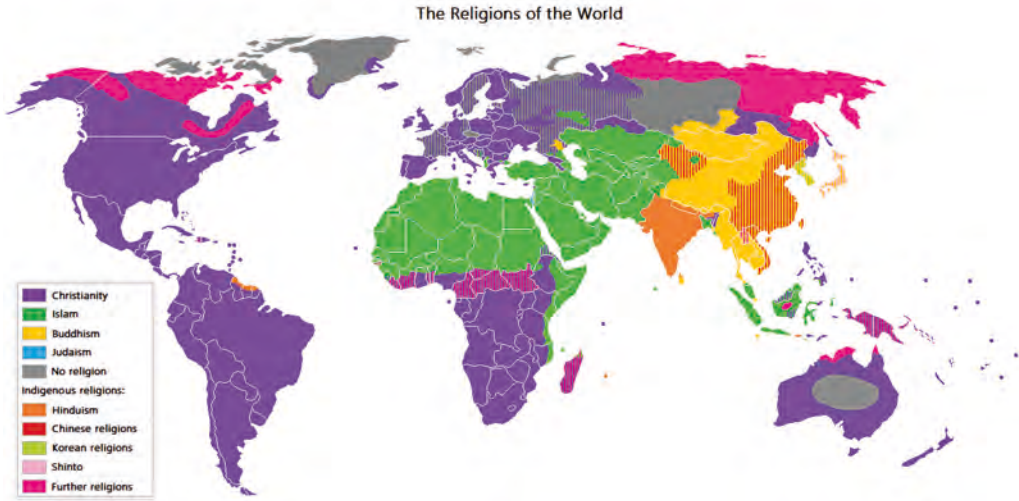 The Religions of the World
Christianity
Islam
Buddhism
Judaism
No religion
Indigenous religions:
Hinduism
Chinese religions
Korean religions
Shinto
Further religions